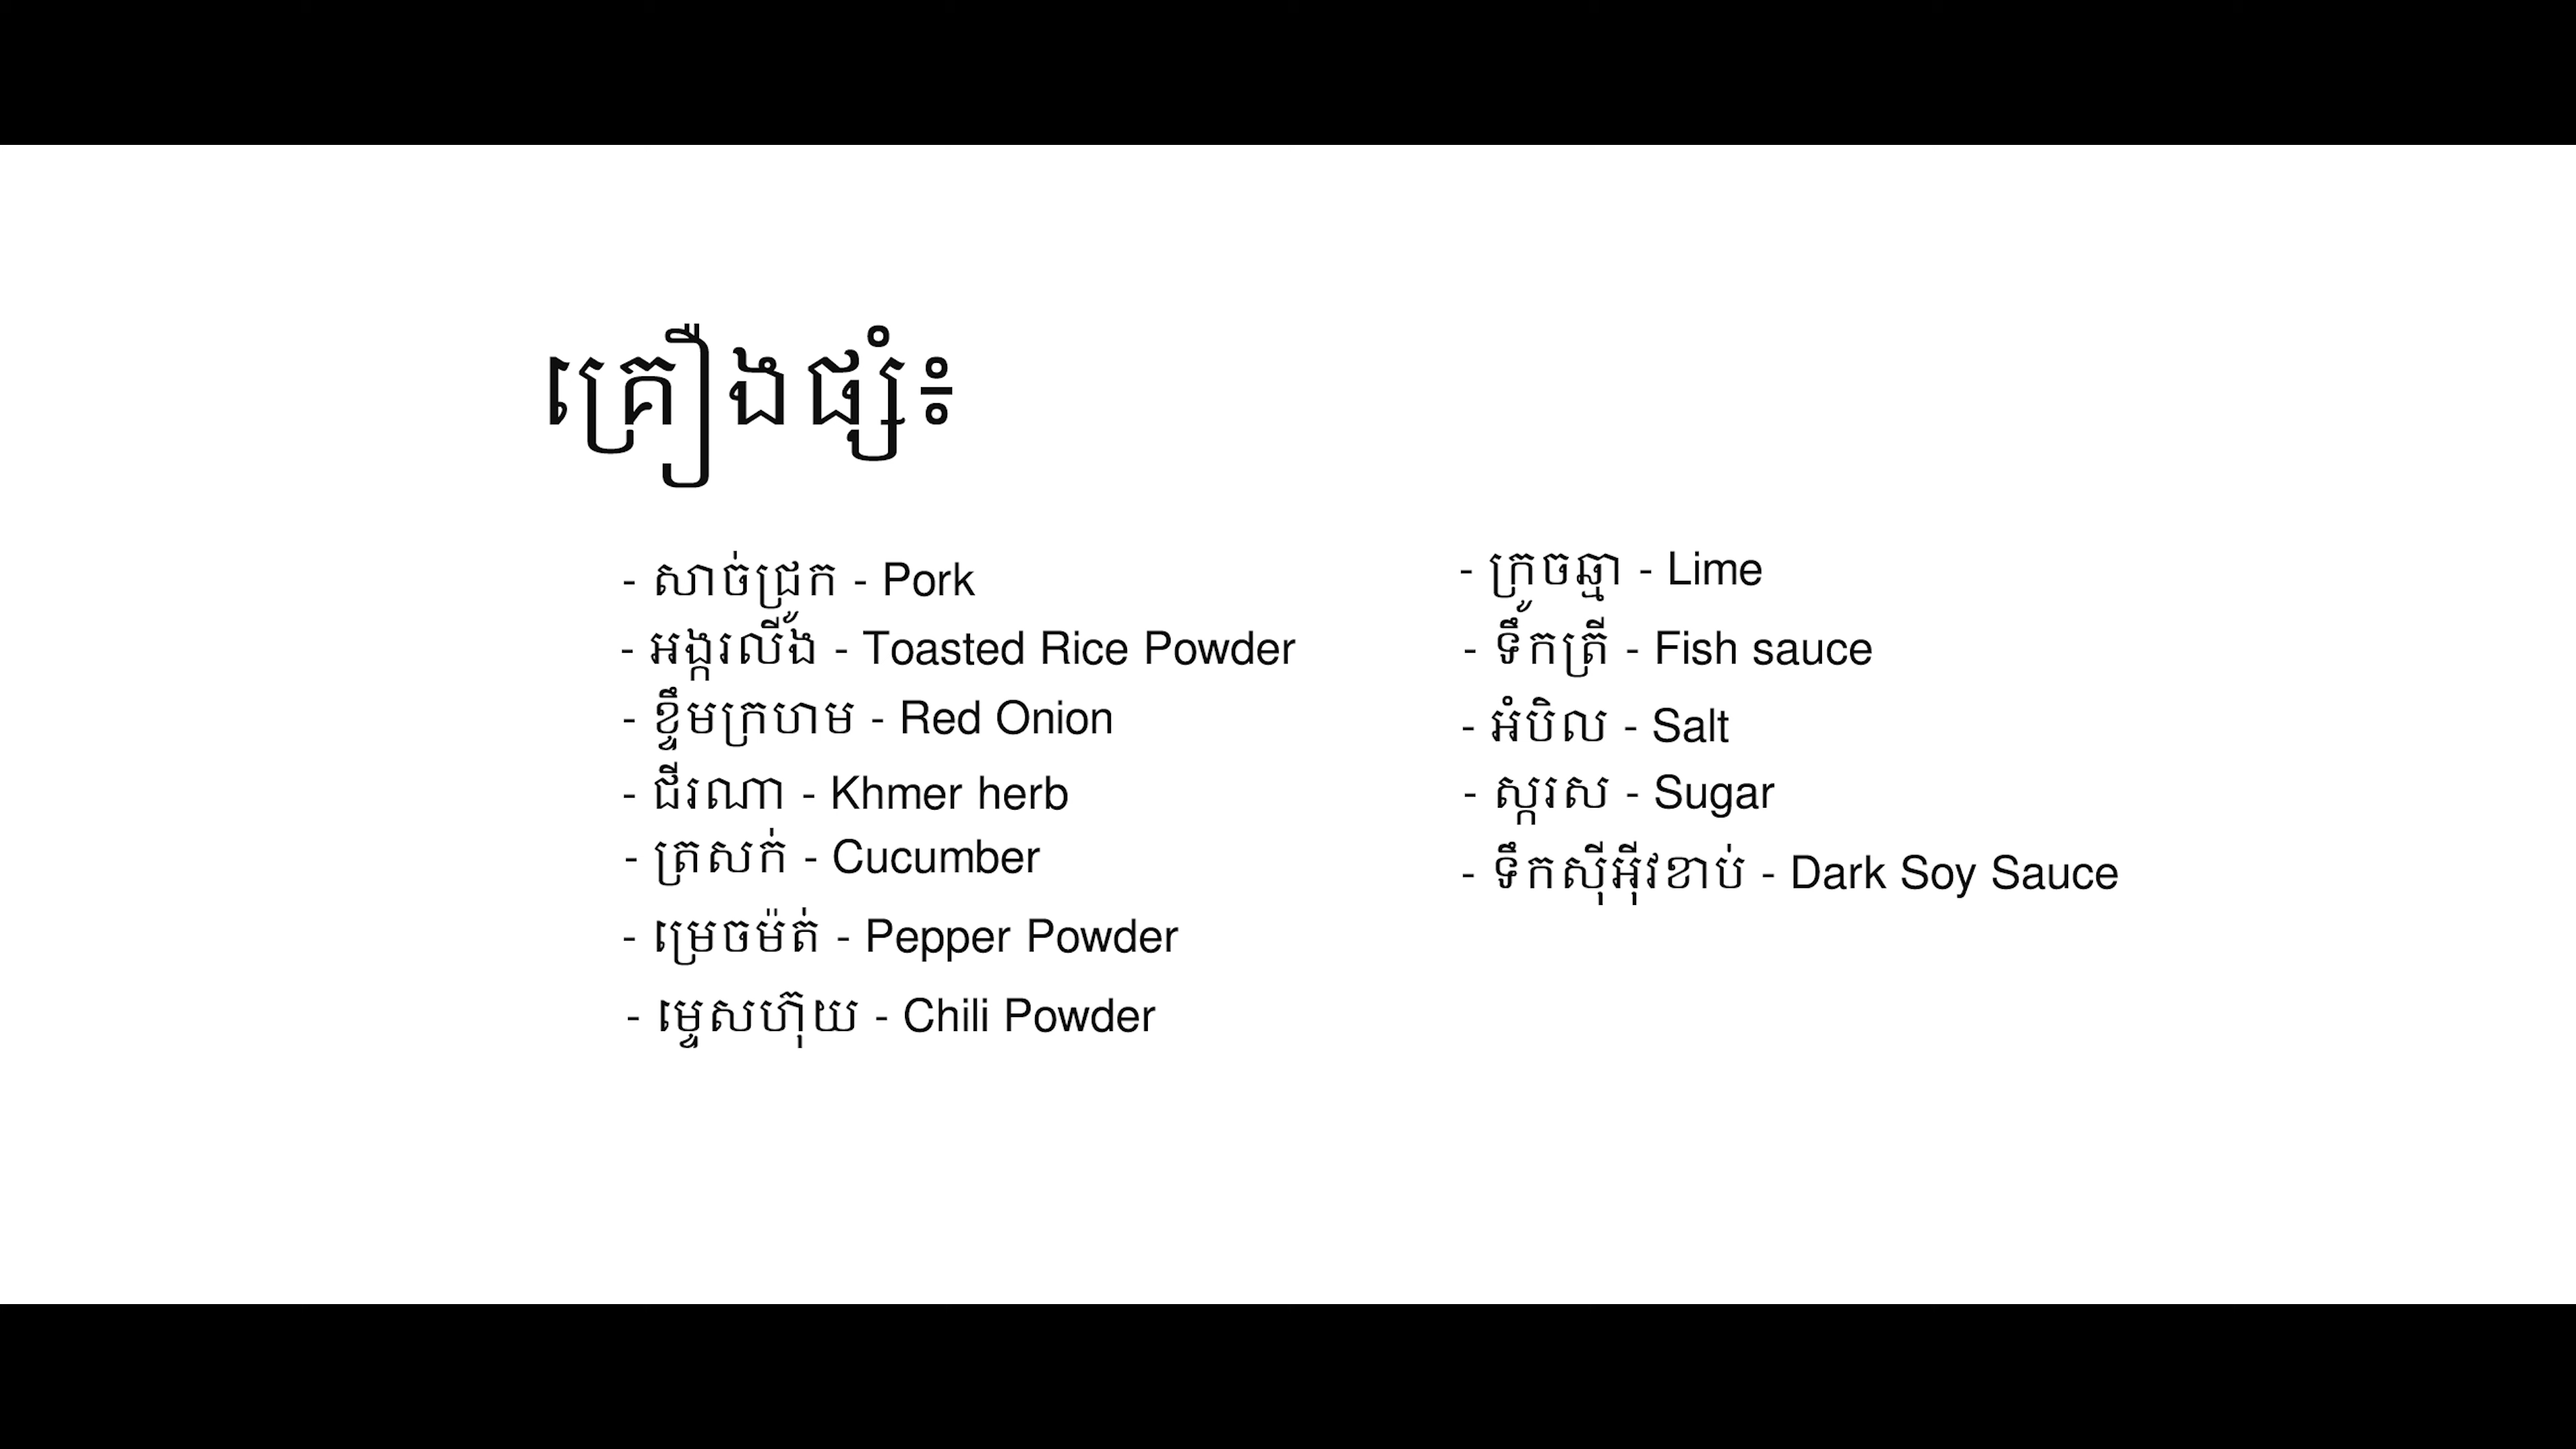 គ្រឿងផ្សំ៖
- សាច់ជ្រូក - Pork
- អង្ករលីង - Toasted Rice Powder
- ខ្ទឹមក្រហម - Red Onion
- ជីរណា - Khmer herb
- ត្រសក់ - Cucumber
- ម្រេចម៉ត់ - Pepper Powder
- ម្ទេសហ៊ុយ - Chili Powder
- ក្រូចឆ្មា - Lime
- ទឹកត្រី - Fish sauce
- អំបិល - Salt
- ស្ករស - Sugar
- ទឹកស៊ីអ៊ីវខាប់ - Dark Soy Sauce